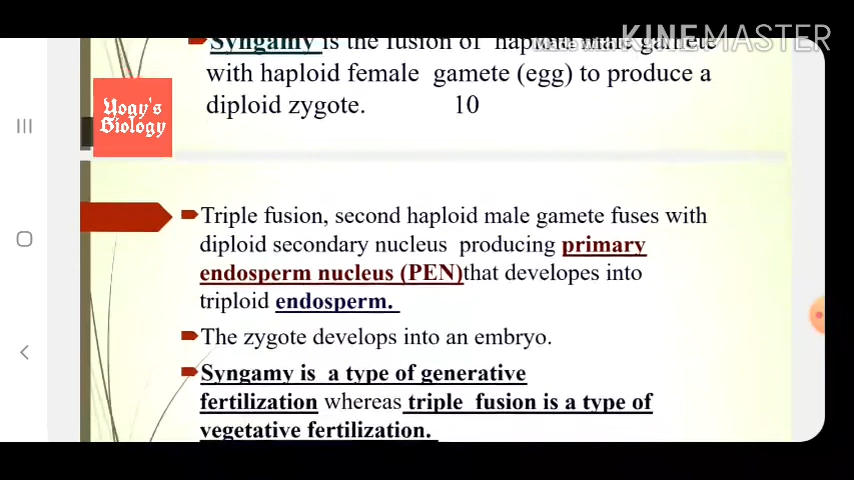 KINEMASTER
Syngamy is the fusion of haploid male gamete
with haploid female gamete (egg) to produce a
diploid zygote. 10
Yogy's
Biology
Triple fusion, second haploid male gamete fuses with
diploid secondary nucleus producing primary
endosperm nucleus (PEN)that developes into
triploid endosperm.
The zygote develops into an embryo.
Syngamy is a type of generative
fertilization whereas triple fusion is a type of
vegetative fertilization.